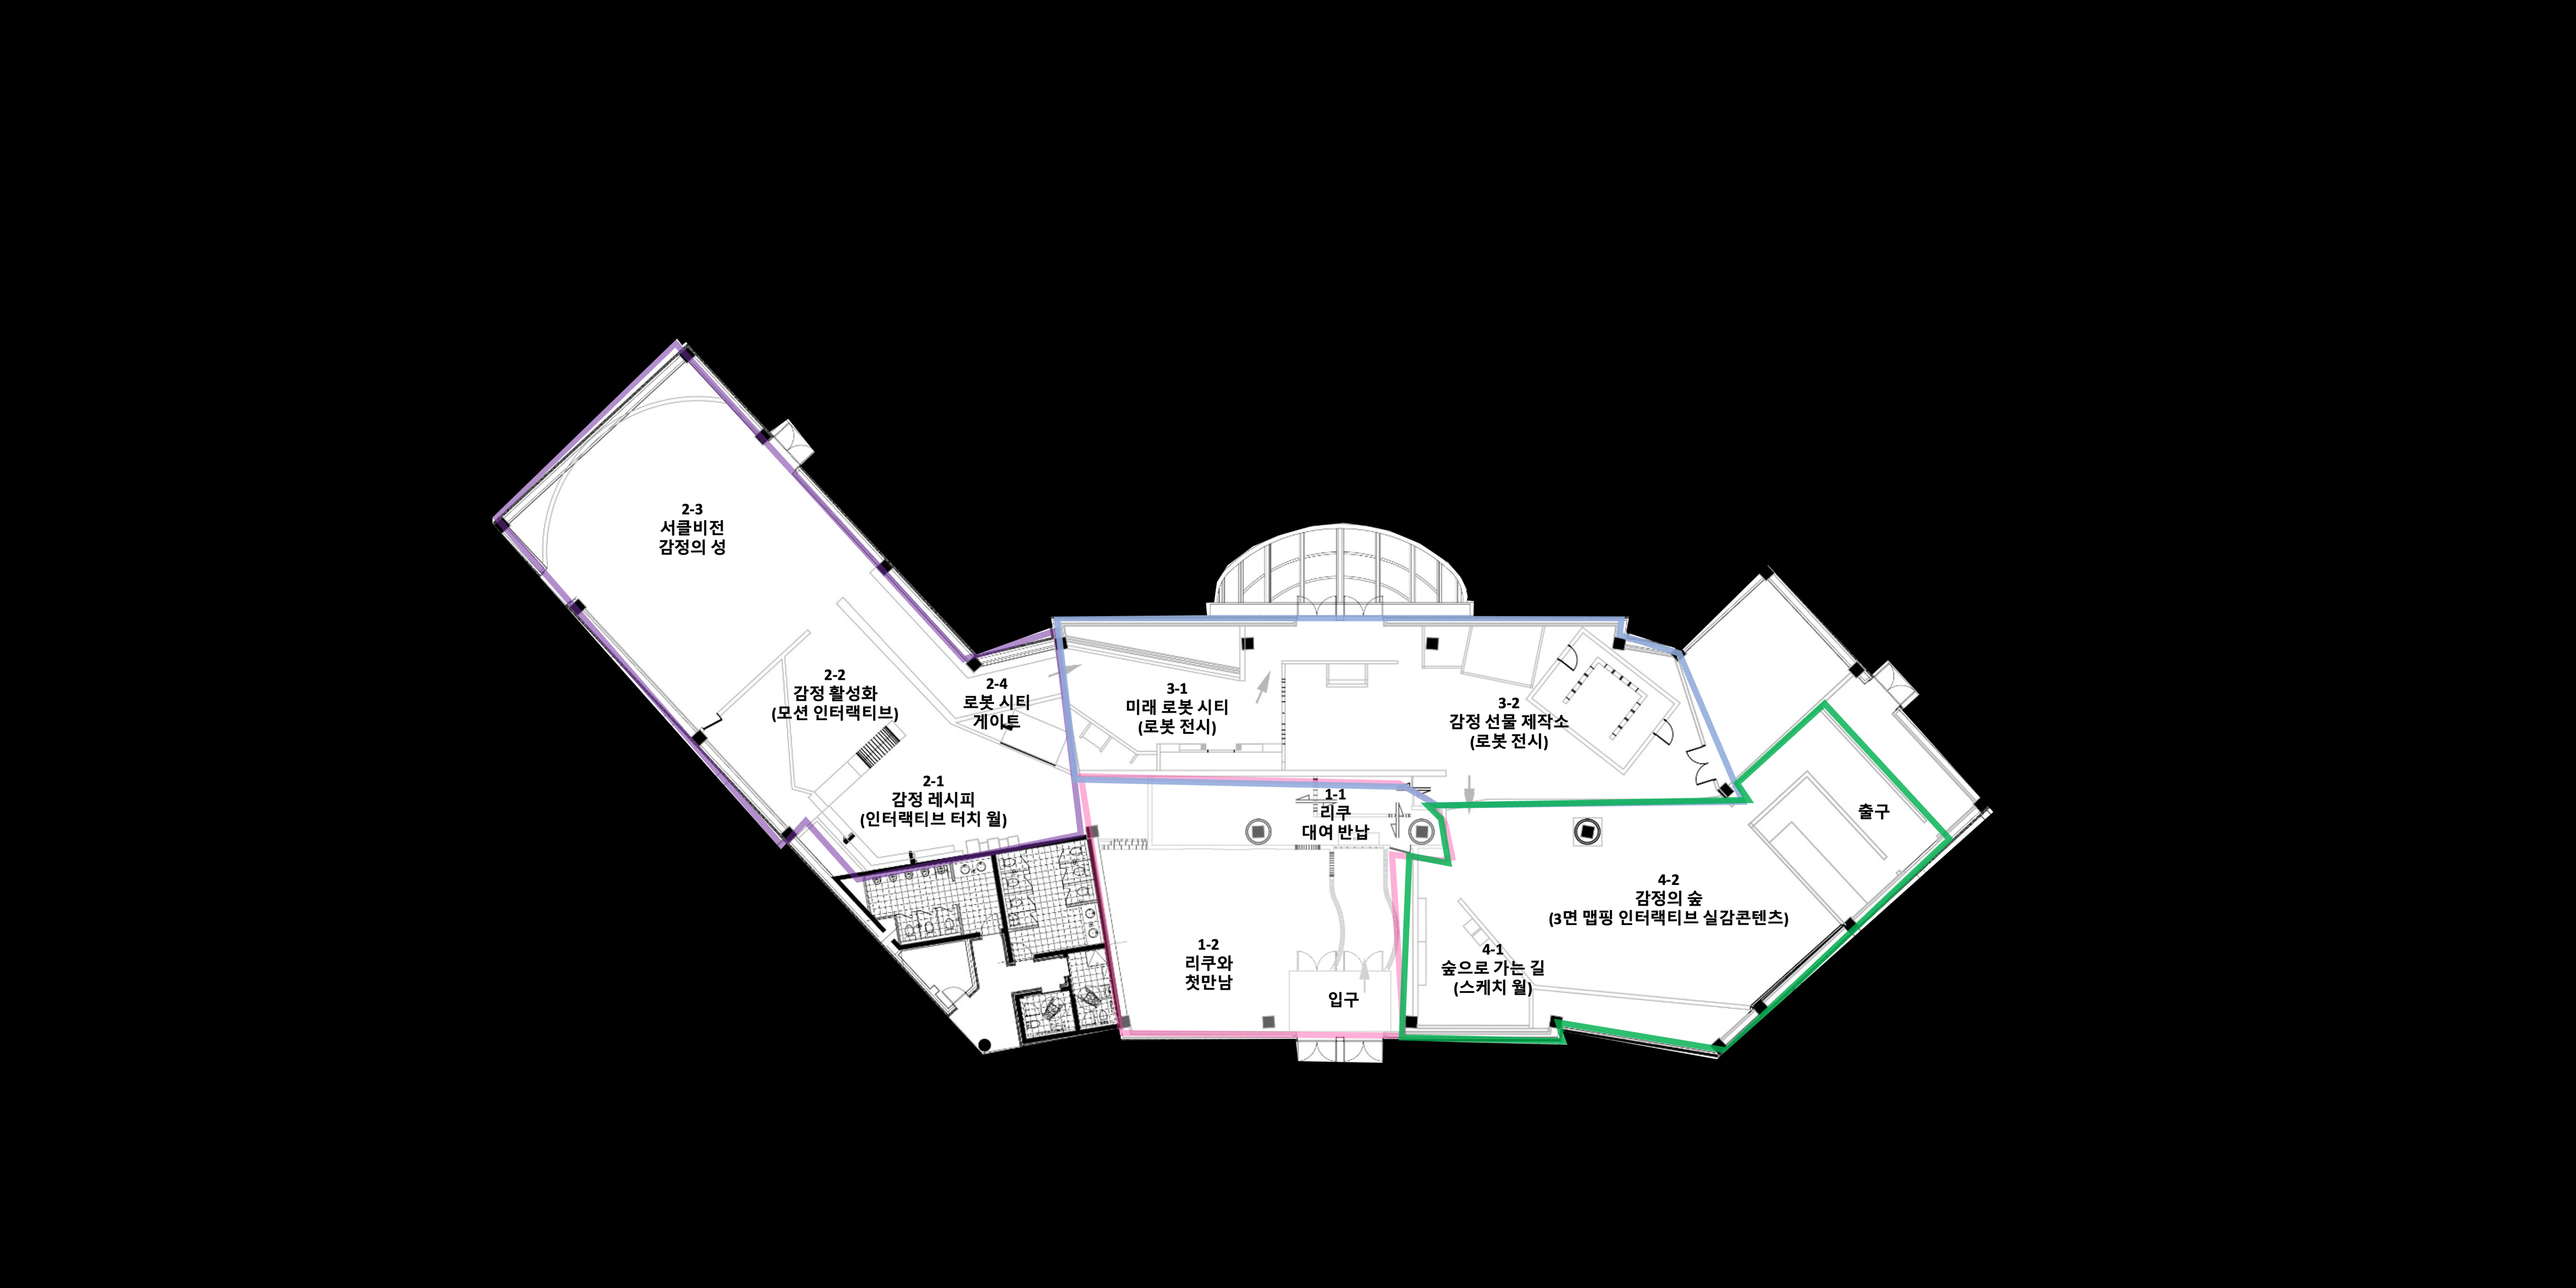 2-3
서클비전
감정의 성
2-2
감정 활성화
(모션 인터랙티브)
2-4
로봇 시티
게이트
2-1
감정 레시피
(인터랙티브 터치 월)
3-1
미래 로봇 시티
(로봇 전시)
3-2
감정 선물 제작소
(로봇 전시)
1-1
리쿠
대여 반납
1-2
리쿠와
첫만남
입구
4-1
숲으로 가는 길
(스케치 월)
4-2
감정의 숲
(3면 맵핑 인터랙티브 실감콘텐츠)
출구